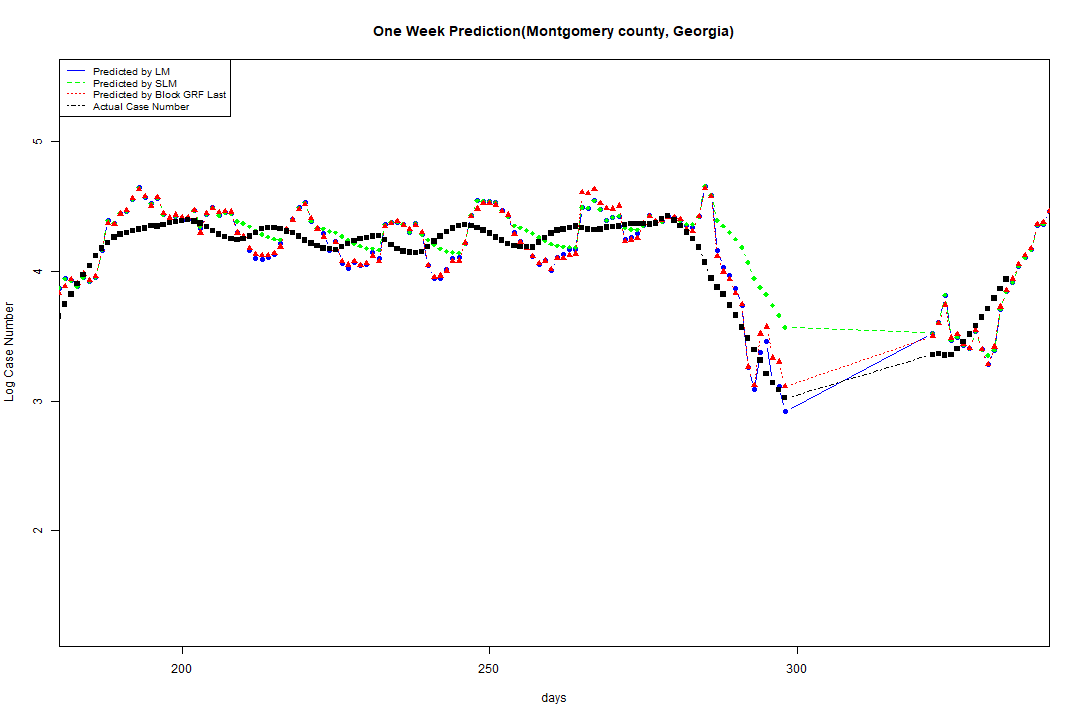 One Week Prediction(Montgomery county, Georgia)
Predicted by LM
Predicted by SLM
Predicted by Block GRF Last
Actual Case Number
5
4
3
2
Log Case Number
200
250
300
days